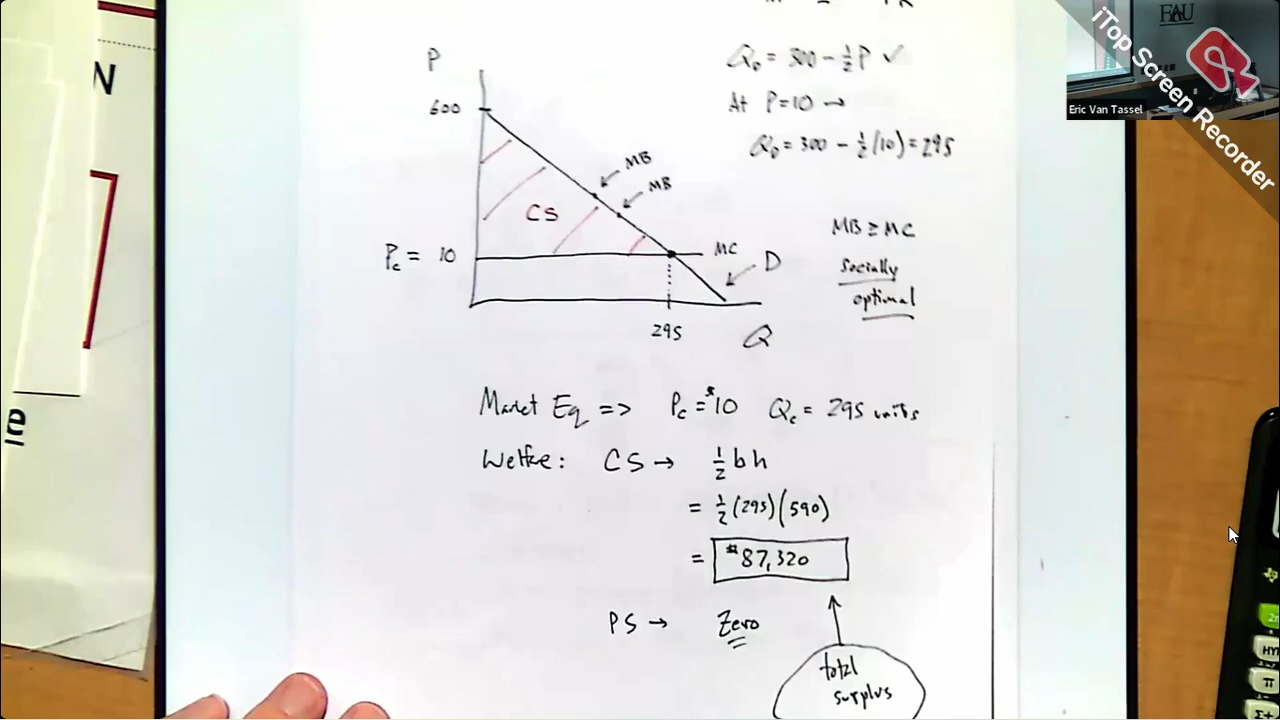 N
e
P
600
MB
MB
CS
P_c = 10
MC
D
295
Q
Q_D = 300 - 1/2 P ✓
At P=10 →
Q_D = 300 - 1/2 (10) = 295
MB ≥ MC
Socially
optimal
Market Eq => P_c = $10 Q_c = 295 units
Welfare: CS → 1/2 b h
= 1/2 (295)(590)
= $87,320
PS → Zero
total
surplus
FAU
Eric Van Tassel
iTop Screen Recorder
HY
π
Σ+